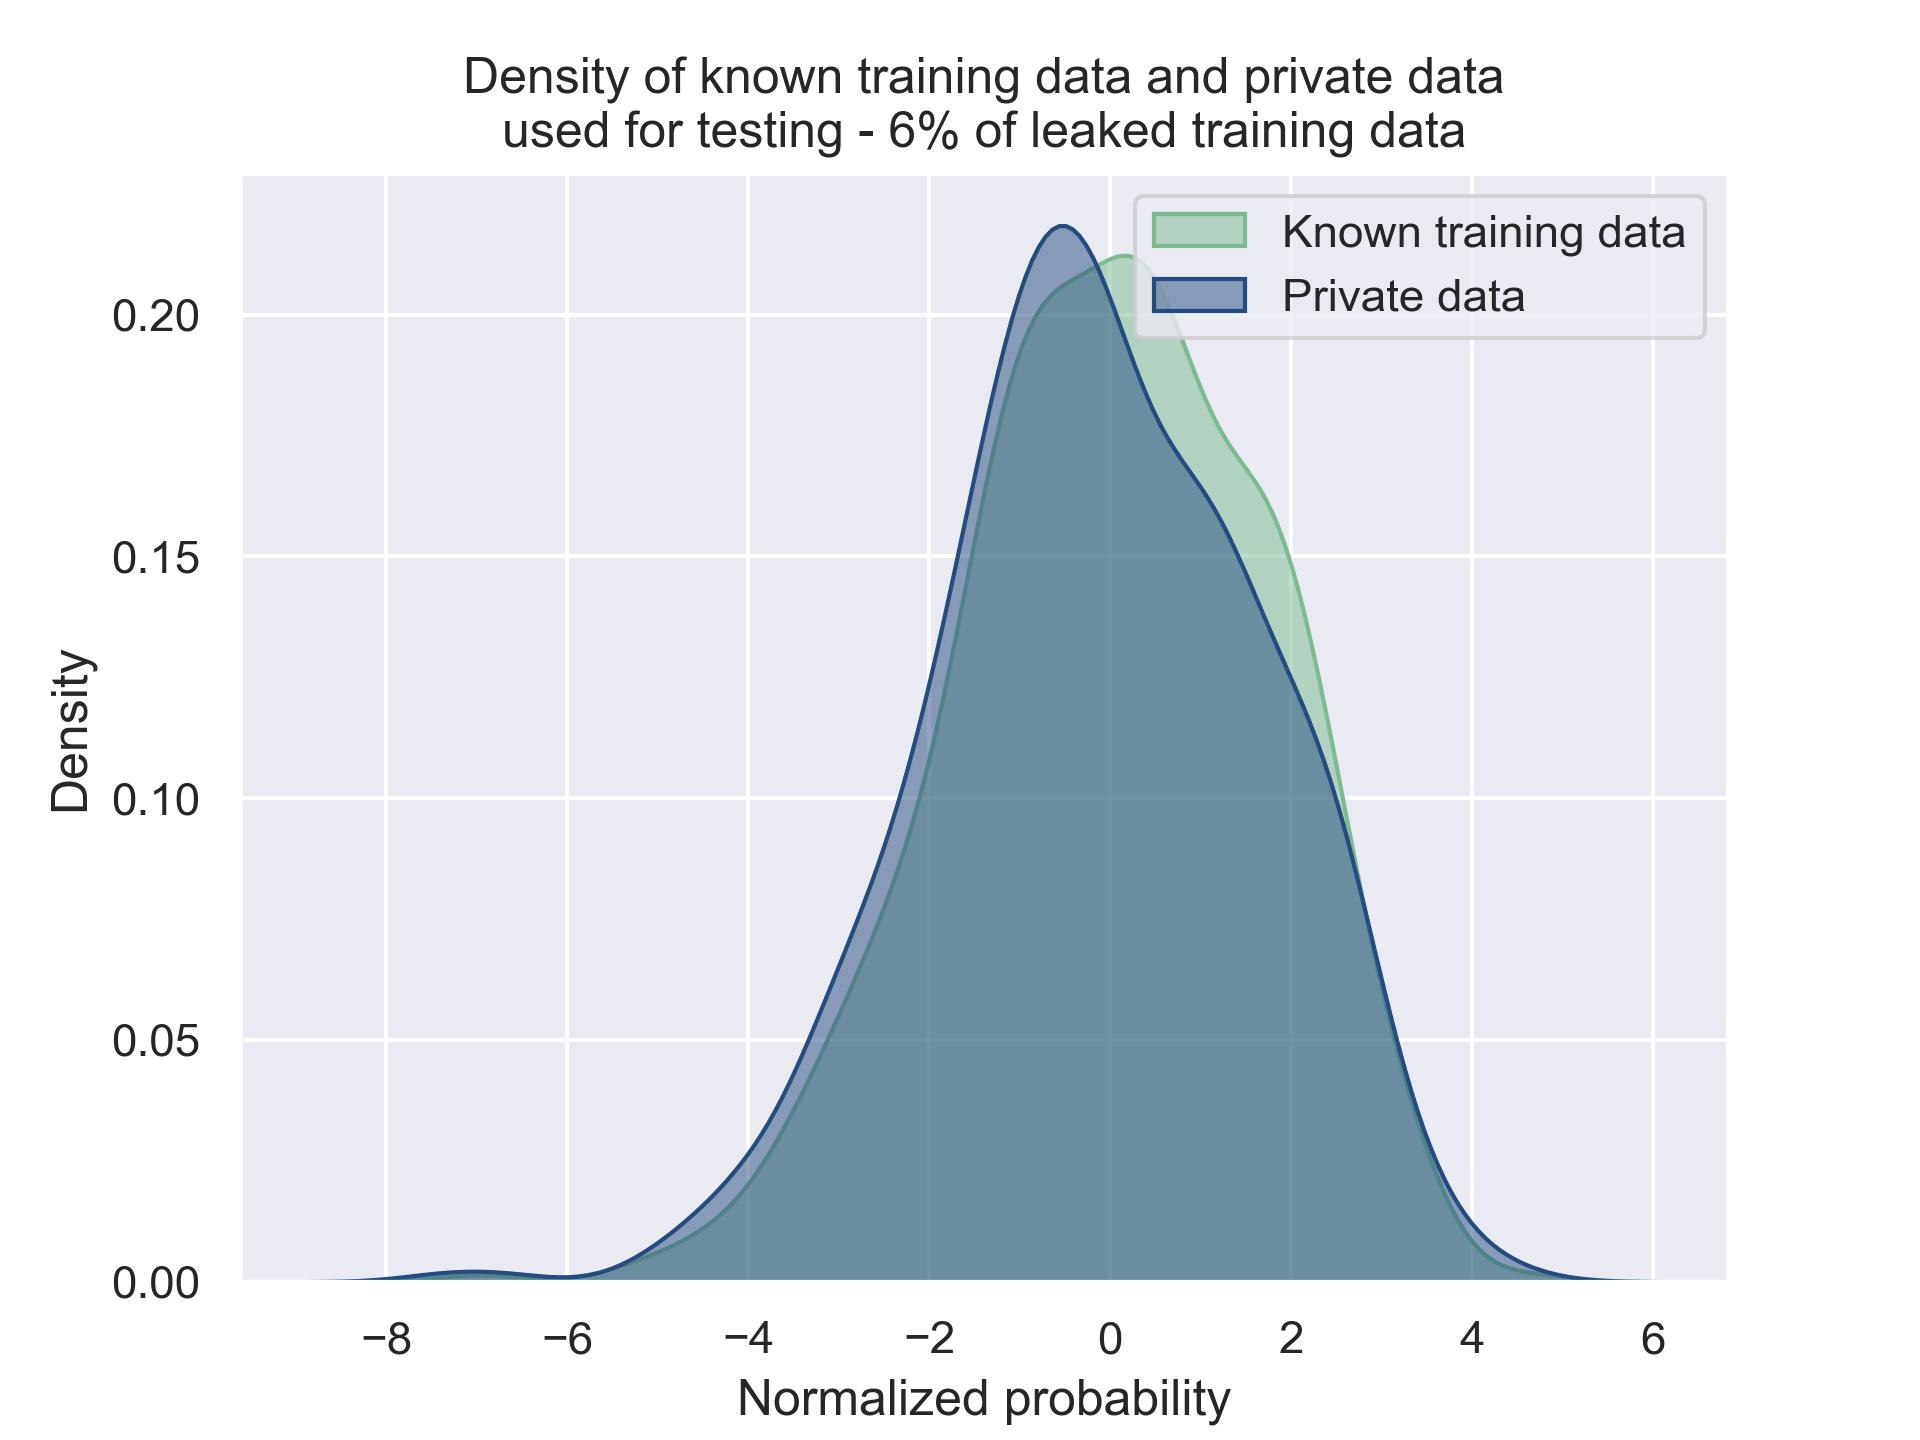 Density of known training data and private data
used for testing - 6% of leaked training data
Known training data
Private data
Density
0.20
0.15
0.10
0.05
0.00
−8 −6 −4 −2 0 2 4 6
Normalized probability